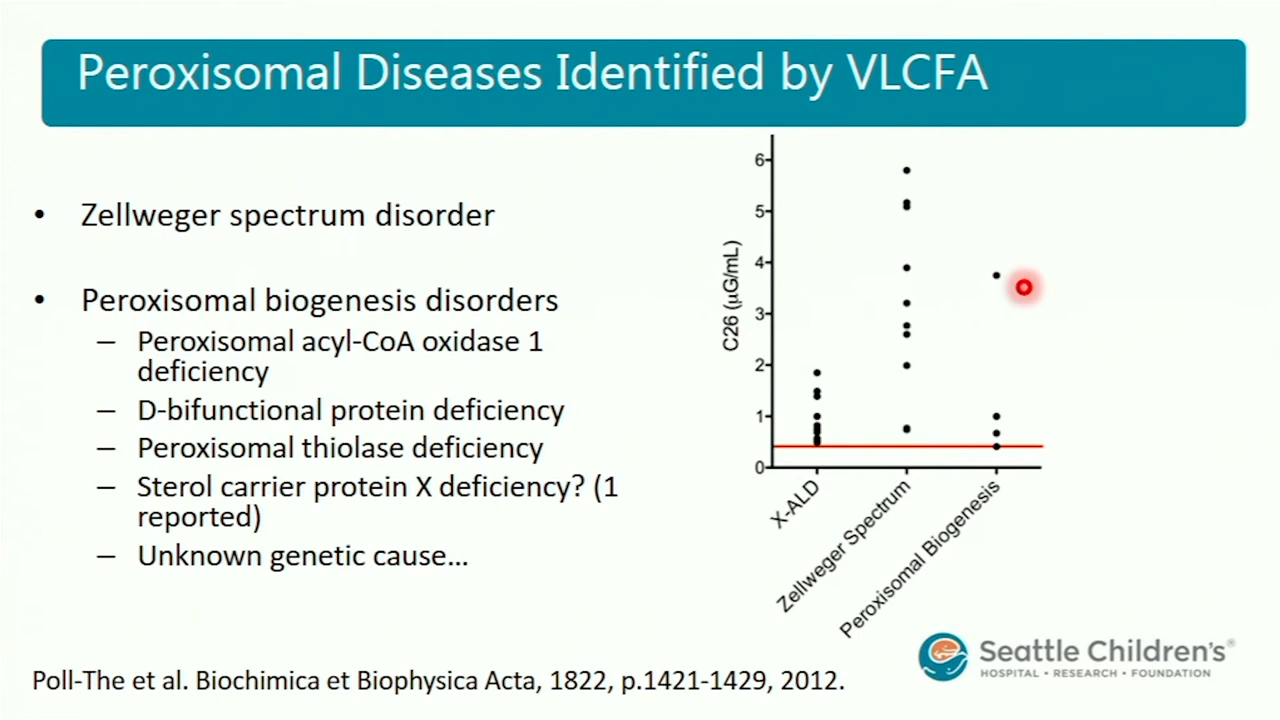 Peroxisomal Diseases Identified by VLCFA
• Zellweger spectrum disorder
• Peroxisomal biogenesis disorders
– Peroxisomal acyl-CoA oxidase 1
deficiency
– D-bifunctional protein deficiency
– Peroxisomal thiolase deficiency
– Sterol carrier protein X deficiency? (1
reported)
– Unknown genetic cause…
C26 (µG/mL)
6
5
4
3
2
1
0
X-ALD
Zellweger Spectrum
Peroxisomal Biogenesis
Seattle Children's®
HOSPITAL • RESEARCH • FOUNDATION
Poll-The et al. Biochimica et Biophysica Acta, 1822, p.1421-1429, 2012.